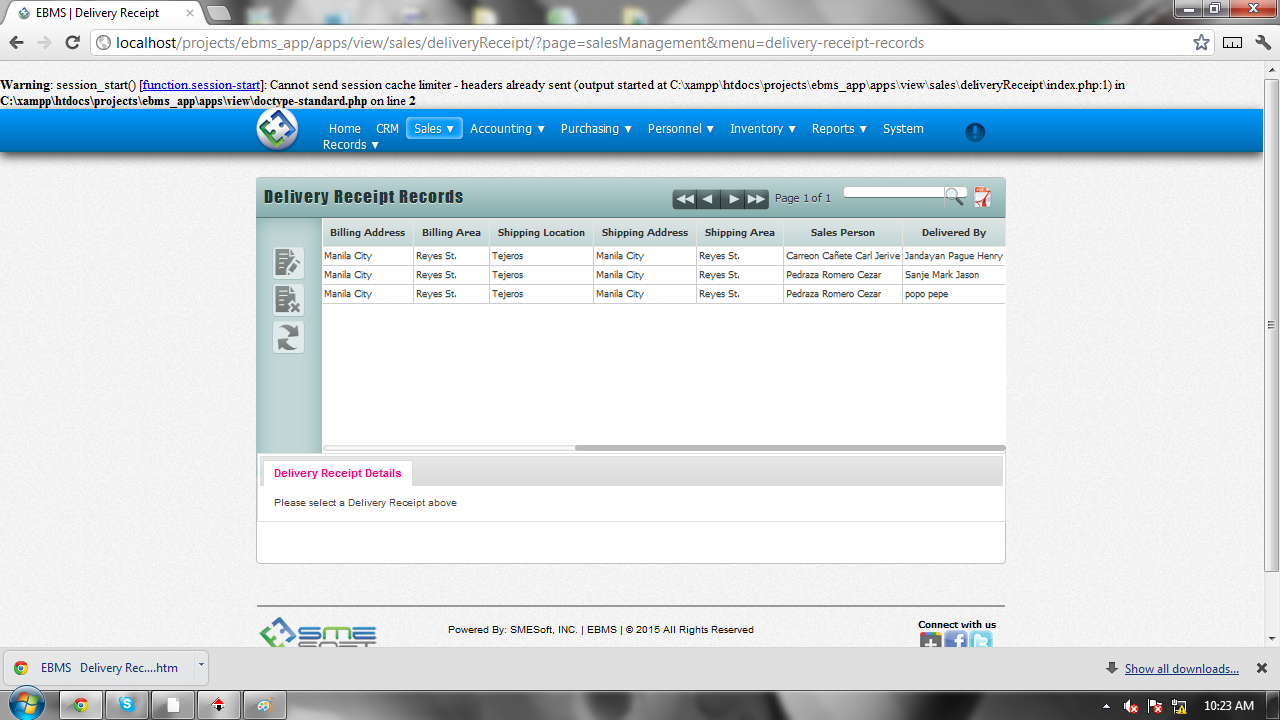 EBMS | Delivery Receipt
localhost/projects/ebms_app/apps/view/sales/deliveryReceipt/?page=salesManagement&menu=delivery-receipt-records
Warning: session_start() [function.session-start]: Cannot send session cache limiter - headers already sent (output started at C:\xampp\htdocs\projects\ebms_app\apps\view\sales\deliveryReceipt\index.php:1) in
C:\xampp\htdocs\projects\ebms_app\apps\view\doctype-standard.php on line 2
Home CRM Sales ▼ Accounting ▼ Purchasing ▼ Personnel ▼ Inventory ▼ Reports ▼ System
Records ▼
Delivery Receipt Records
Page 1 of 1
Billing Address Billing Area Shipping Location Shipping Address Shipping Area Sales Person Delivered By
Manila City Reyes St. Tejeros Manila City Reyes St. Carreon Cañete Carl Jerive Jandayan Pague Henry
Manila City Reyes St. Tejeros Manila City Reyes St. Pedraza Romero Cezar Sanje Mark Jason
Manila City Reyes St. Tejeros Manila City Reyes St. Pedraza Romero Cezar popo pepe
Delivery Receipt Details
Please select a Delivery Receipt above
SME
SOFT
Powered By: SMESoft, INC. | EBMS | © 2015 All Rights Reserved
Connect with us
EBMS Delivery Rec....htm
Show all downloads...
10:23 AM